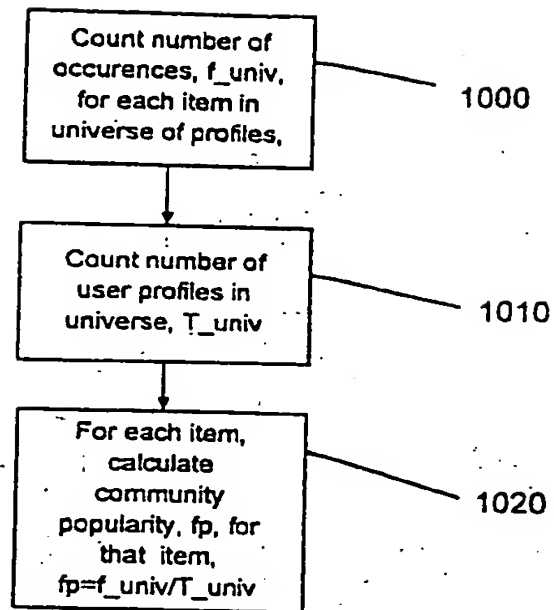 Count number of
occurences, f_univ,
for each item in
universe of profiles,
1000
Count number of
user profiles in
universe, T_univ
1010
For each item,
calculate
community
popularity, fp, for
that item,
fp=f_univ/T_univ
1020